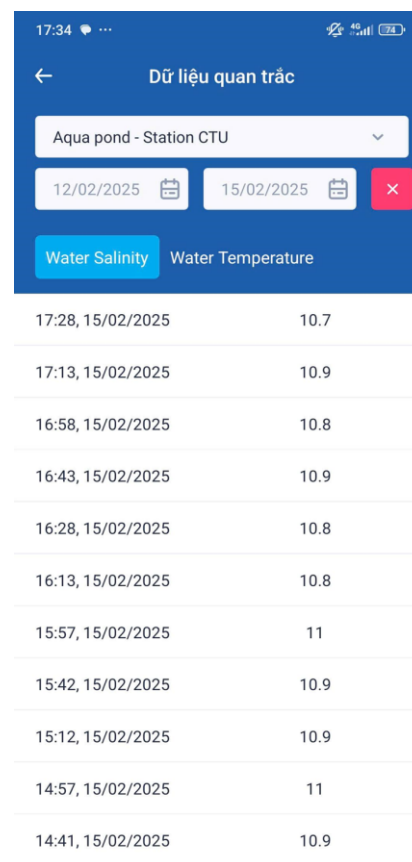 17:34 ... 4G 74
Dữ liệu quan trắc
Aqua pond - Station CTU
12/02/2025 15/02/2025
Water Salinity Water Temperature
17:28, 15/02/2025 10.7
17:13, 15/02/2025 10.9
16:58, 15/02/2025 10.8
16:43, 15/02/2025 10.9
16:28, 15/02/2025 10.8
16:13, 15/02/2025 10.8
15:57, 15/02/2025 11
15:42, 15/02/2025 10.9
15:12, 15/02/2025 10.9
14:57, 15/02/2025 11
14:41, 15/02/2025 10.9